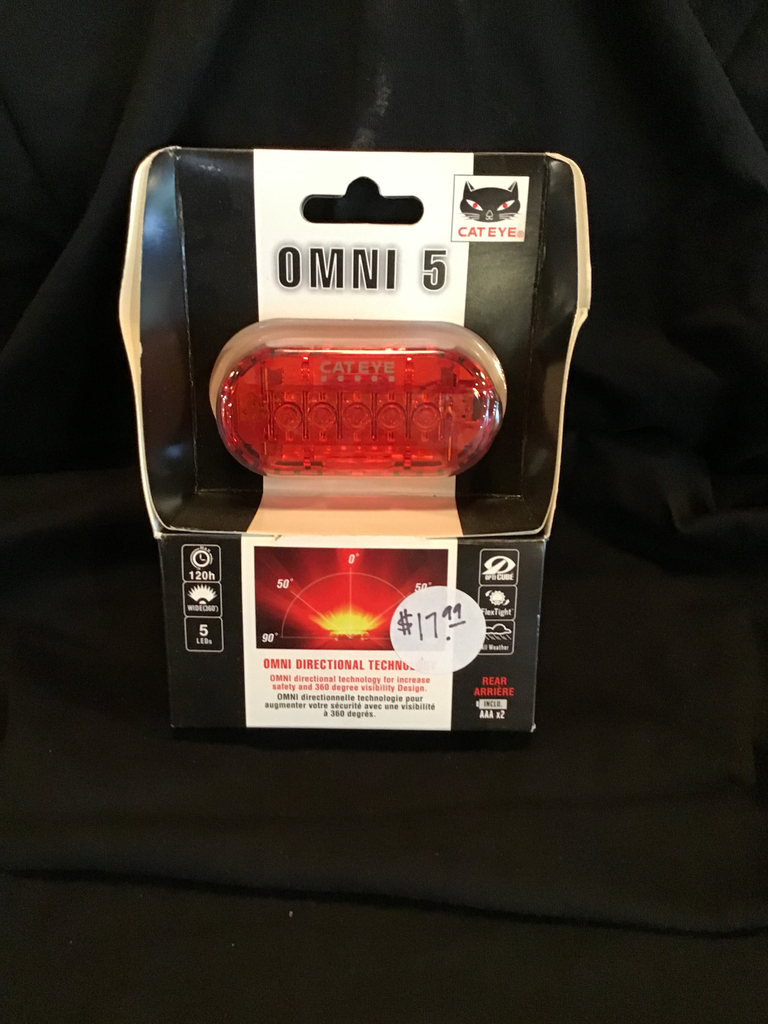 CAT EYE®
OMNI 5
CAT EYE
MAX
120h
WIDE(360°)
5
LEDs
0°
50°
50°
90°
$17.99
OPTICUBE
FlexTight
All Weather
OMNI DIRECTIONAL
OMNI directional technology for increase
safety and 360 degree visibility Design.
OMNI directionnelle technologie pour
augmenter votre sécurité avec une visibilité
à 360 degrés.
REAR
ARRIÈRE
INCLU.
AAA x2